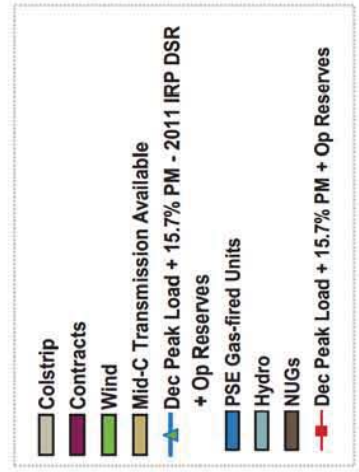 Colstrip
Contracts
Wind
Mid-C Transmission Available
Dec Peak Load + 15.7% PM - 2011 IRP DSR
+ Op Reserves
PSE Gas-fired Units
Hydro
NUGs
Dec Peak Load + 15.7% PM + Op Reserves